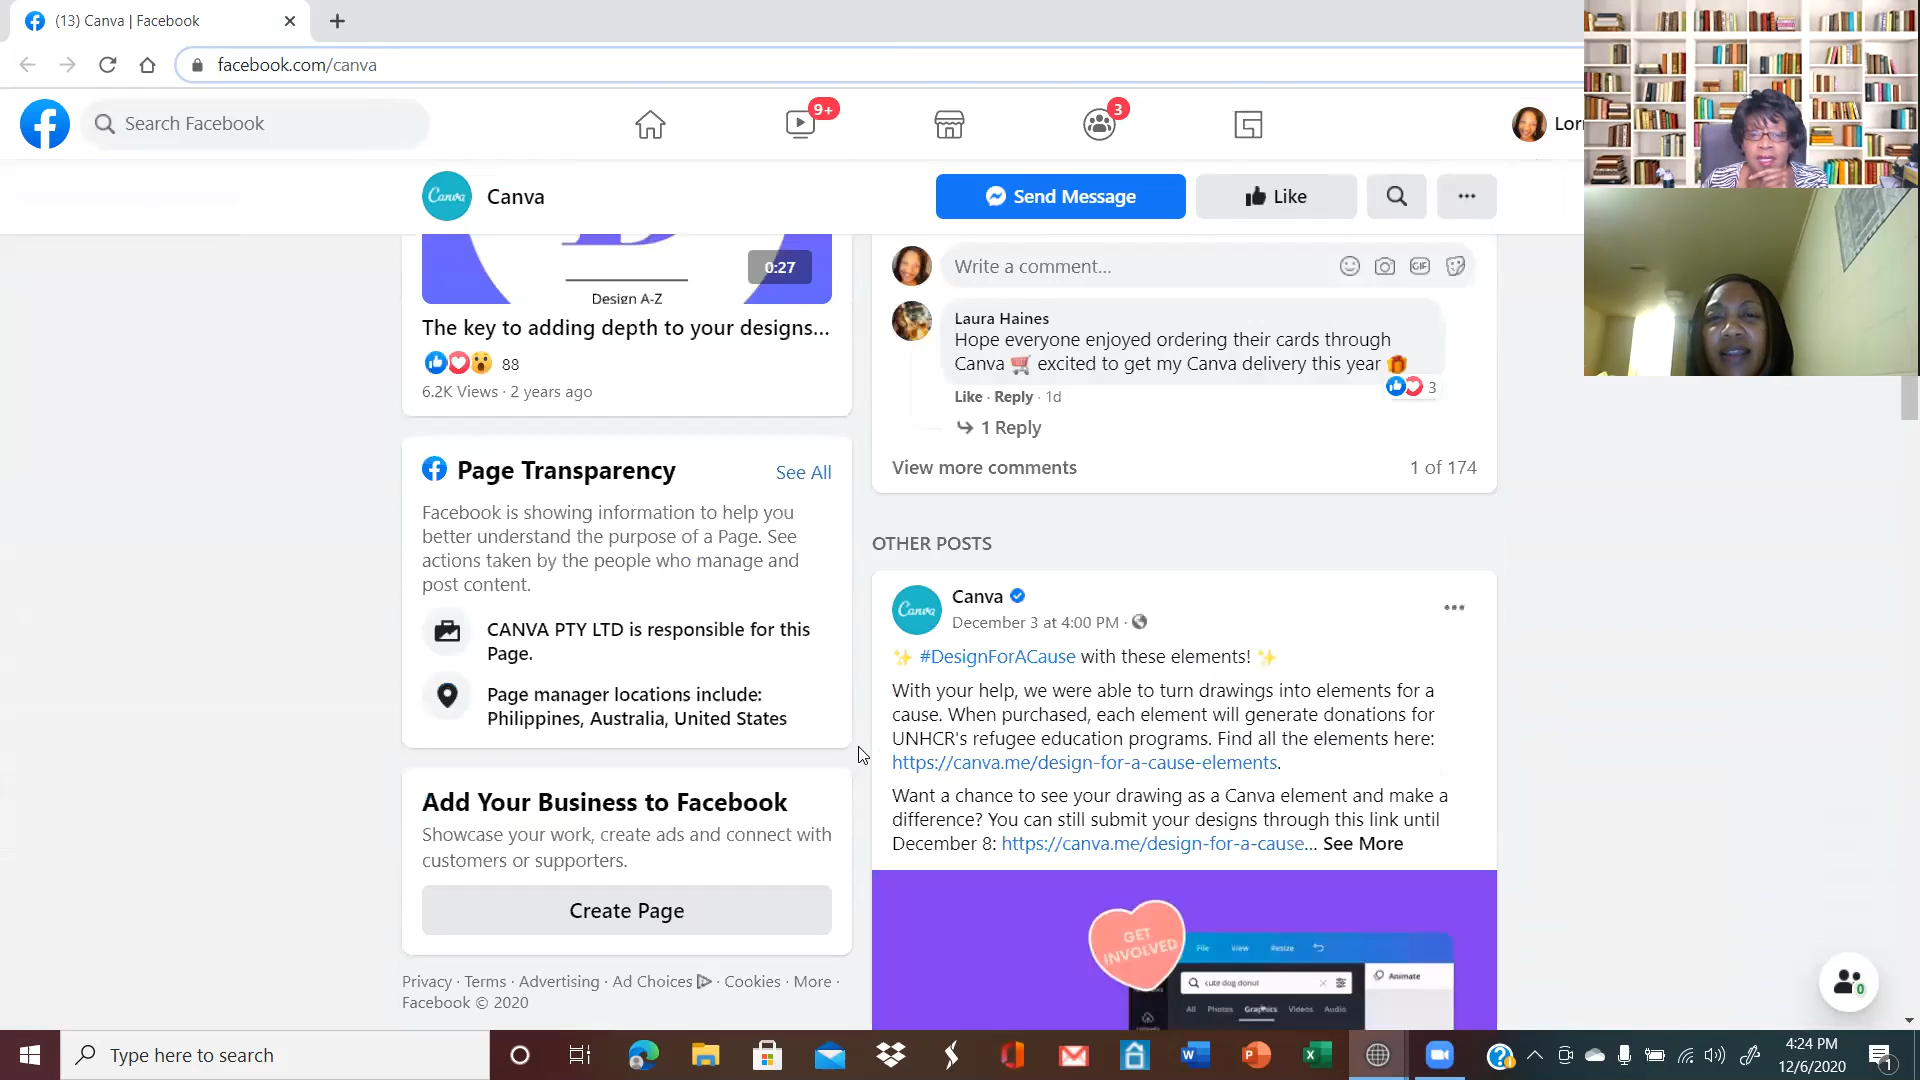 (13) Canva | Facebook
facebook.com/canva
Search Facebook
9+
3
Lorr
Canva
Canva
Send Message
Like
0:27
Design A-Z
The key to adding depth to your designs...
88
6.2K Views · 2 years ago
Page Transparency
See All
Facebook is showing information to help you
better understand the purpose of a Page. See
actions taken by the people who manage and
post content.
CANVA PTY LTD is responsible for this
Page.
Page manager locations include:
Philippines, Australia, United States
Add Your Business to Facebook
Showcase your work, create ads and connect with
customers or supporters.
Create Page
Privacy · Terms · Advertising · Ad Choices · Cookies · More ·
Facebook © 2020
Write a comment...
GIF
Laura Haines
Hope everyone enjoyed ordering their cards through
Canva 🛒 excited to get my Canva delivery this year 🎁
3
Like · Reply · 1d
1 Reply
View more comments
1 of 174
OTHER POSTS
Canva
Canva
December 3 at 4:00 PM ·
✨ #DesignForACause with these elements! ✨
With your help, we were able to turn drawings into elements for a
cause. When purchased, each element will generate donations for
UNHCR's refugee education programs. Find all the elements here:
https://canva.me/design-for-a-cause-elements.
Want a chance to see your drawing as a Canva element and make a
difference? You can still submit your designs through this link until
December 8: https://canva.me/design-for-a-cause... See More
GET
INVOLVED
File View Resize
cute dog donut
Animate
All Photos Graphics Videos Audio
0
Type here to search
4:24 PM
12/6/2020
1